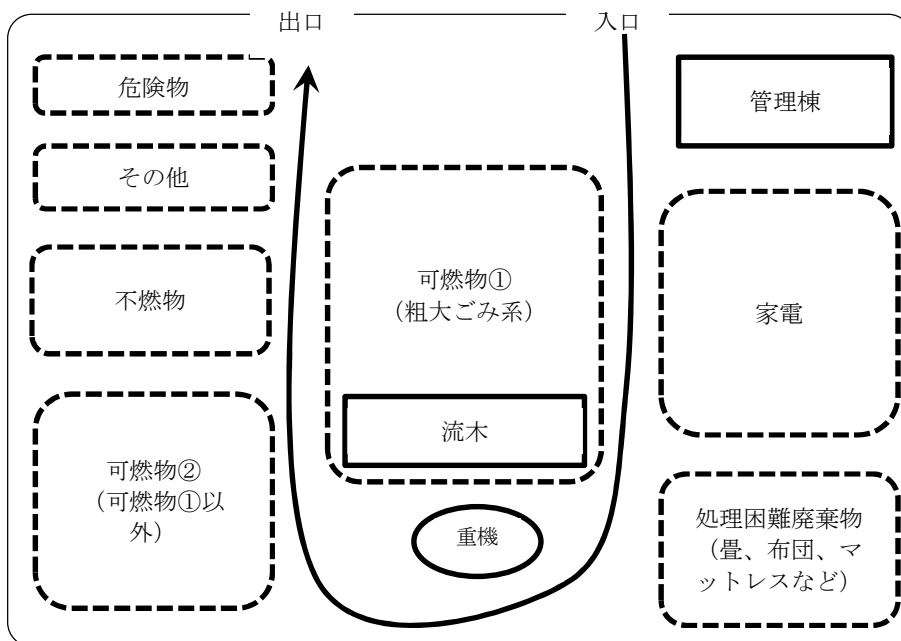 出口
入口
危険物
管理棟
その他
不燃物
可燃物①
（粗大ごみ系）
家電
流木
可燃物②
（可燃物①以
外）
重機
処理困難廃棄物
（畳、布団、マ
ットレスなど）